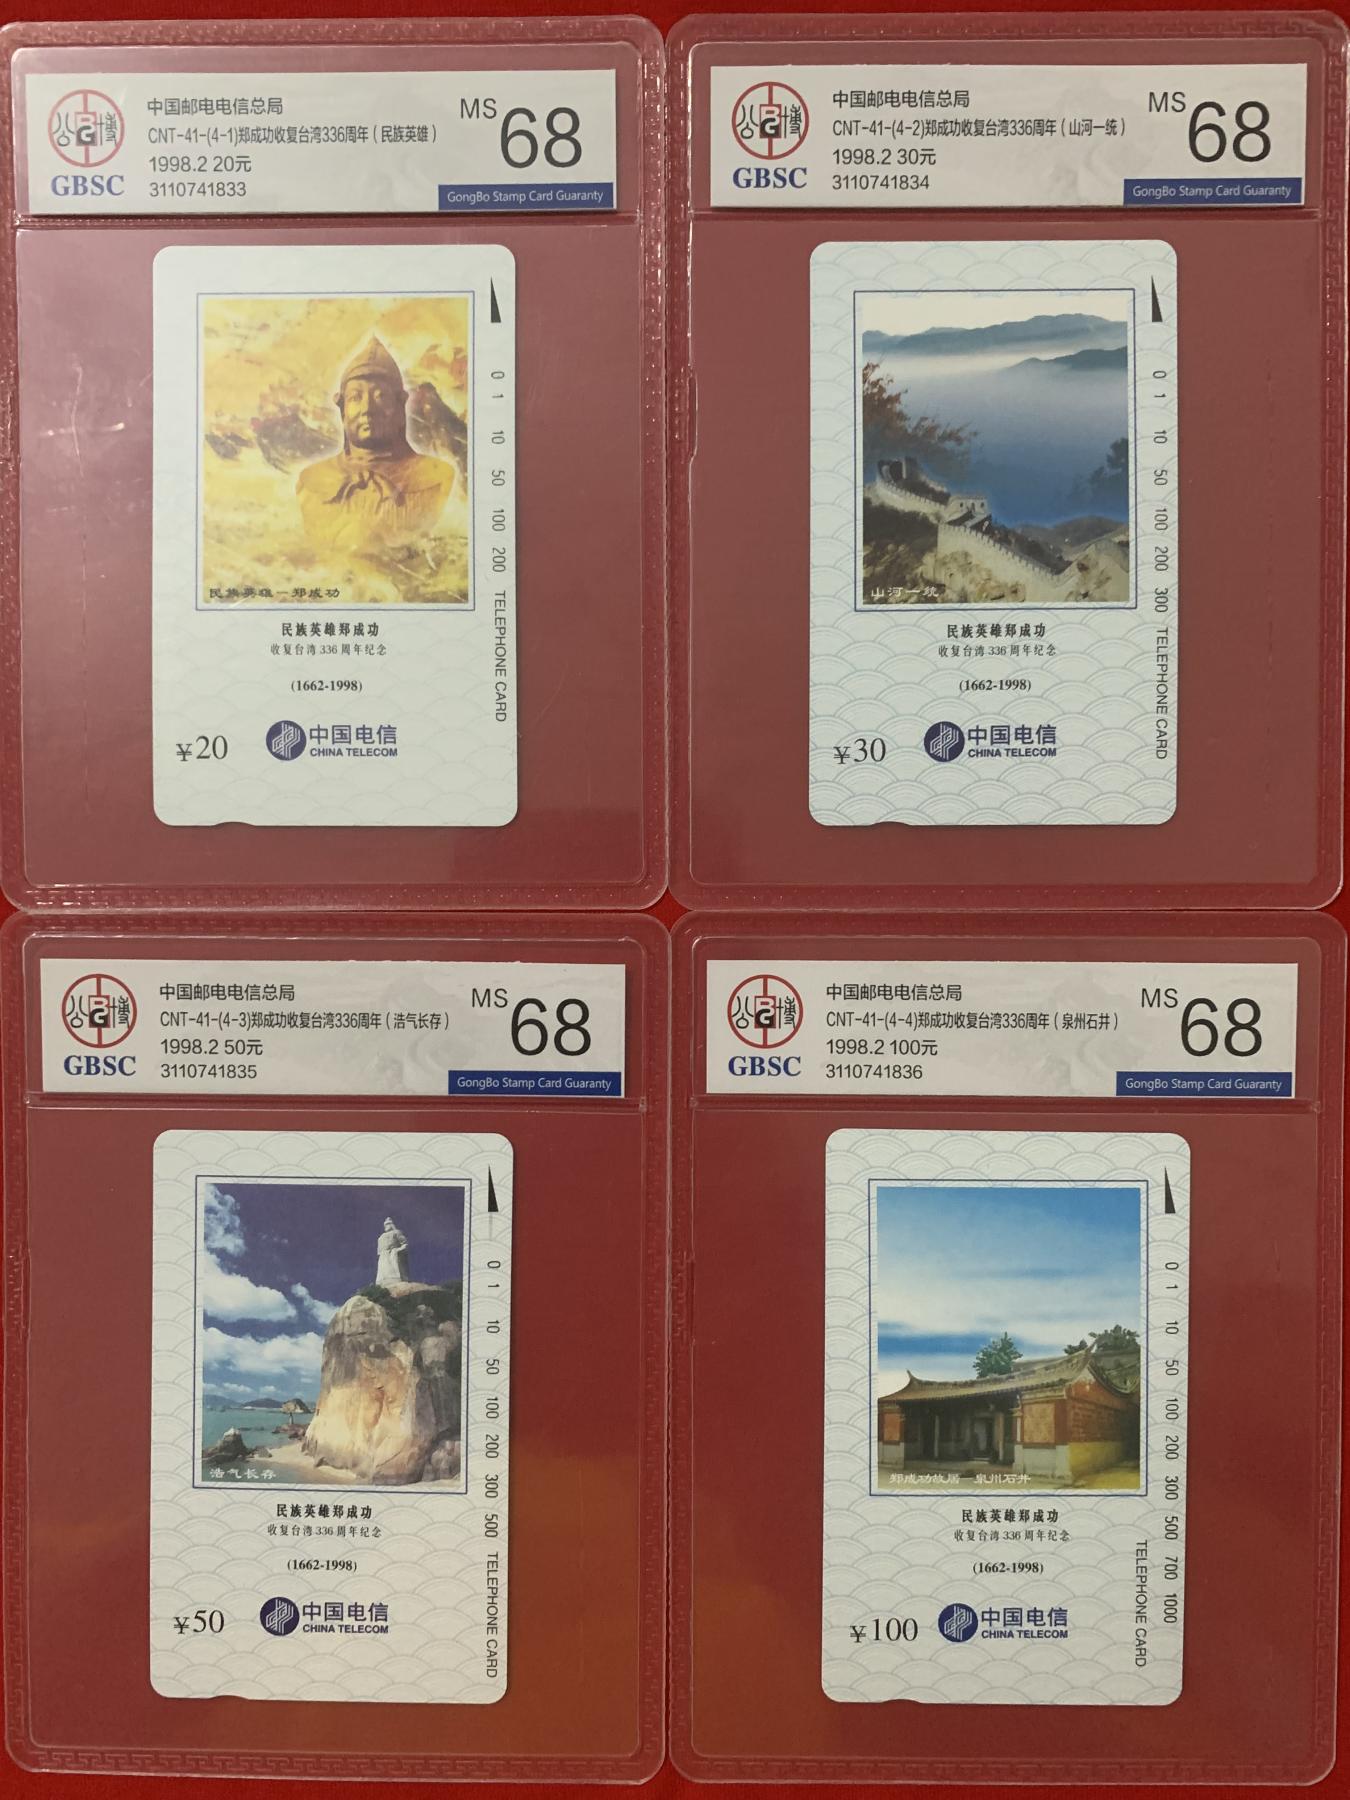 公博
BG
GBSC
中国邮电电信总局
CNT-41-(4-1)郑成功收复台湾336周年(民族英雄)
1998.2 20元
3110741833
MS 68
GongBo Stamp Card Guaranty
民族英雄—郑成功
民族英雄郑成功
收复台湾336周年纪念
(1662-1998)
¥20
中国电信
CHINA TELECOM
0 1 10 50 100 200 TELEPHONE CARD
公博
BG
GBSC
中国邮电电信总局
CNT-41-(4-2)郑成功收复台湾336周年(山河一统)
1998.2 30元
3110741834
MS 68
GongBo Stamp Card Guaranty
山河一统
民族英雄郑成功
收复台湾336周年纪念
(1662-1998)
¥30
中国电信
CHINA TELECOM
0 1 10 50 100 200 300 TELEPHONE CARD
公博
BG
GBSC
中国邮电电信总局
CNT-41-(4-3)郑成功收复台湾336周年(浩气长存)
1998.2 50元
3110741835
MS 68
GongBo Stamp Card Guaranty
浩气长存
民族英雄郑成功
收复台湾336周年纪念
(1662-1998)
¥50
中国电信
CHINA TELECOM
0 1 10 50 100 200 300 500 TELEPHONE CARD
公博
BG
GBSC
中国邮电电信总局
CNT-41-(4-4)郑成功收复台湾336周年(泉州石井)
1998.2 100元
3110741836
MS 68
GongBo Stamp Card Guaranty
郑成功故居—泉州石井
民族英雄郑成功
收复台湾336周年纪念
(1662-1998)
¥100
中国电信
CHINA TELECOM
0 1 10 50 100 200 300 500 700 1000
TELEPHONE CARD